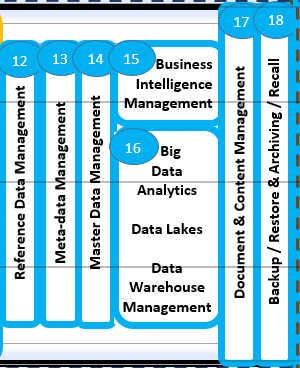 12
Reference Data Management
13
Meta-data Management
14
Master Data Management
15
Business
Intelligence
Management
16
Big
Data
Analytics
Data Lakes
Data
Warehouse
Management
17
Document & Content Management
18
Backup / Restore & Archiving / Recall